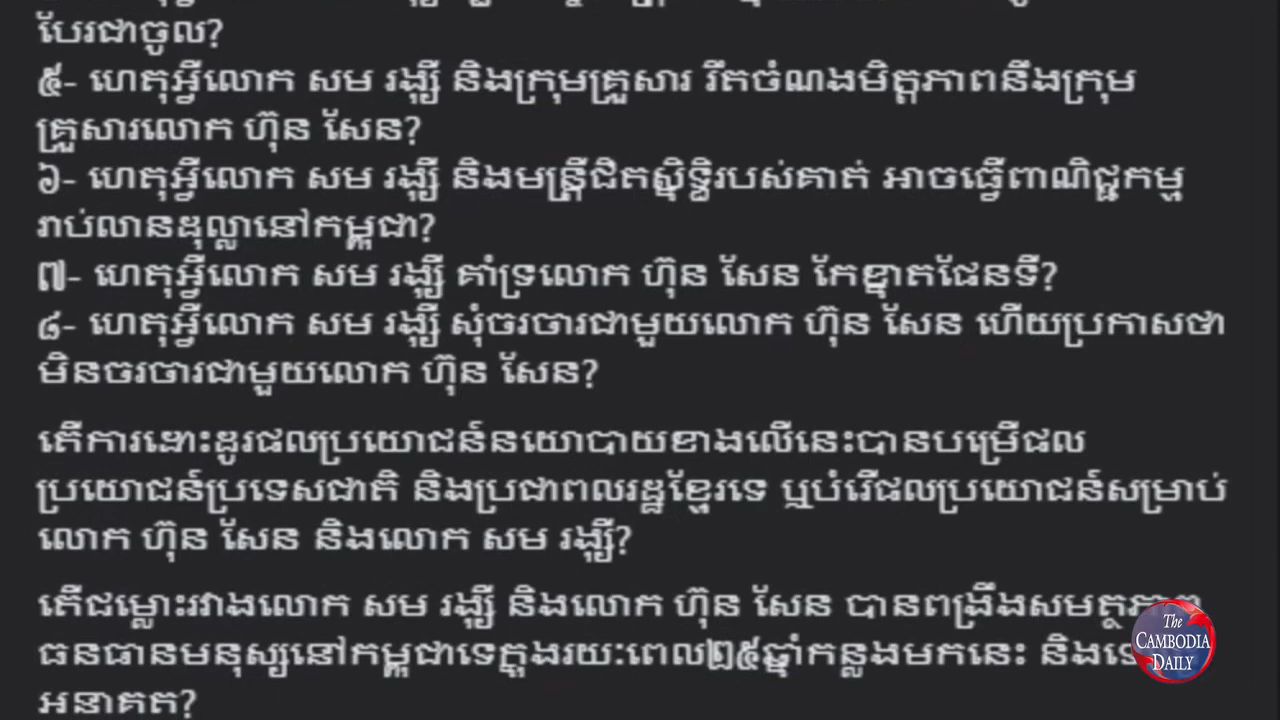 បែរជាចូល?
៥- ហេតុអ្វីលោក សម រង្ស៊ី និងក្រុមគ្រួសារ រឹតចំណងមិត្តភាពនឹងក្រុម
គ្រួសារលោក ហ៊ុន សែន?
៦- ហេតុអ្វីលោក សម រង្ស៊ី និងមន្ត្រីជិតស្និទ្ធិរបស់គាត់ អាចធ្វើពាណិជ្ជកម្ម
រាប់លានដុល្លានៅកម្ពុជា?
៧- ហេតុអ្វីលោក សម រង្ស៊ី គាំទ្រលោក ហ៊ុន សែន កែខ្នាតផែនទី?
៨- ហេតុអ្វីលោក សម រង្ស៊ី សុំចរចារជាមួយលោក ហ៊ុន សែន ហើយប្រកាសថា
មិនចរចារជាមួយលោក ហ៊ុន សែន?
តើការដោះដូរផលប្រយោជន៍នយោបាយខាងលើនេះបានបម្រើផល
ប្រយោជន៍ប្រទេសជាតិ និងប្រជាពលរដ្ឋខ្មែរទេ ឬបំរើផលប្រយោជន៍សម្រាប់
លោក ហ៊ុន សែន និងលោក សម រង្ស៊ី?
តើជម្លោះរវាងលោក សម រង្ស៊ី និងលោក ហ៊ុន សែន បានពង្រឹងសមត្ថភាព
ធនធានមនុស្សនៅកម្ពុជាទេក្នុងរយៈពេល២៥ឆ្នាំកន្លងមកនេះ និងទៅ
អនាគត?
The
CAMBODIA
DAILY